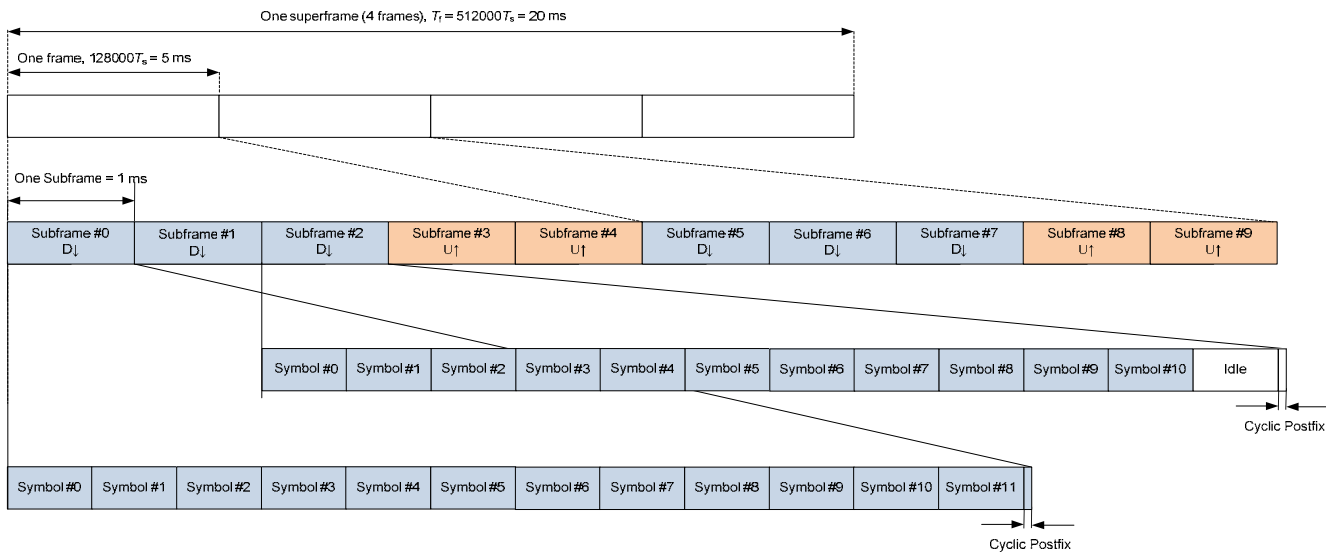 One superframe (4 frames), Tf = 512000Ts = 20 ms
One frame, 128000Ts = 5 ms
One Subframe = 1 ms
Subframe #0
D↓
Subframe #1
D↓
Subframe #2
D↓
Subframe #3
U↑
Subframe #4
U↑
Subframe #5
D↓
Subframe #6
D↓
Subframe #7
D↓
Subframe #8
U↑
Subframe #9
U↑
Symbol #0
Symbol #1
Symbol #2
Symbol #3
Symbol #4
Symbol #5
Symbol #6
Symbol #7
Symbol #8
Symbol #9
Symbol #10
Idle
Cyclic Postfix
Symbol #0
Symbol #1
Symbol #2
Symbol #3
Symbol #4
Symbol #5
Symbol #6
Symbol #7
Symbol #8
Symbol #9
Symbol #10
Symbol #11
Cyclic Postfix